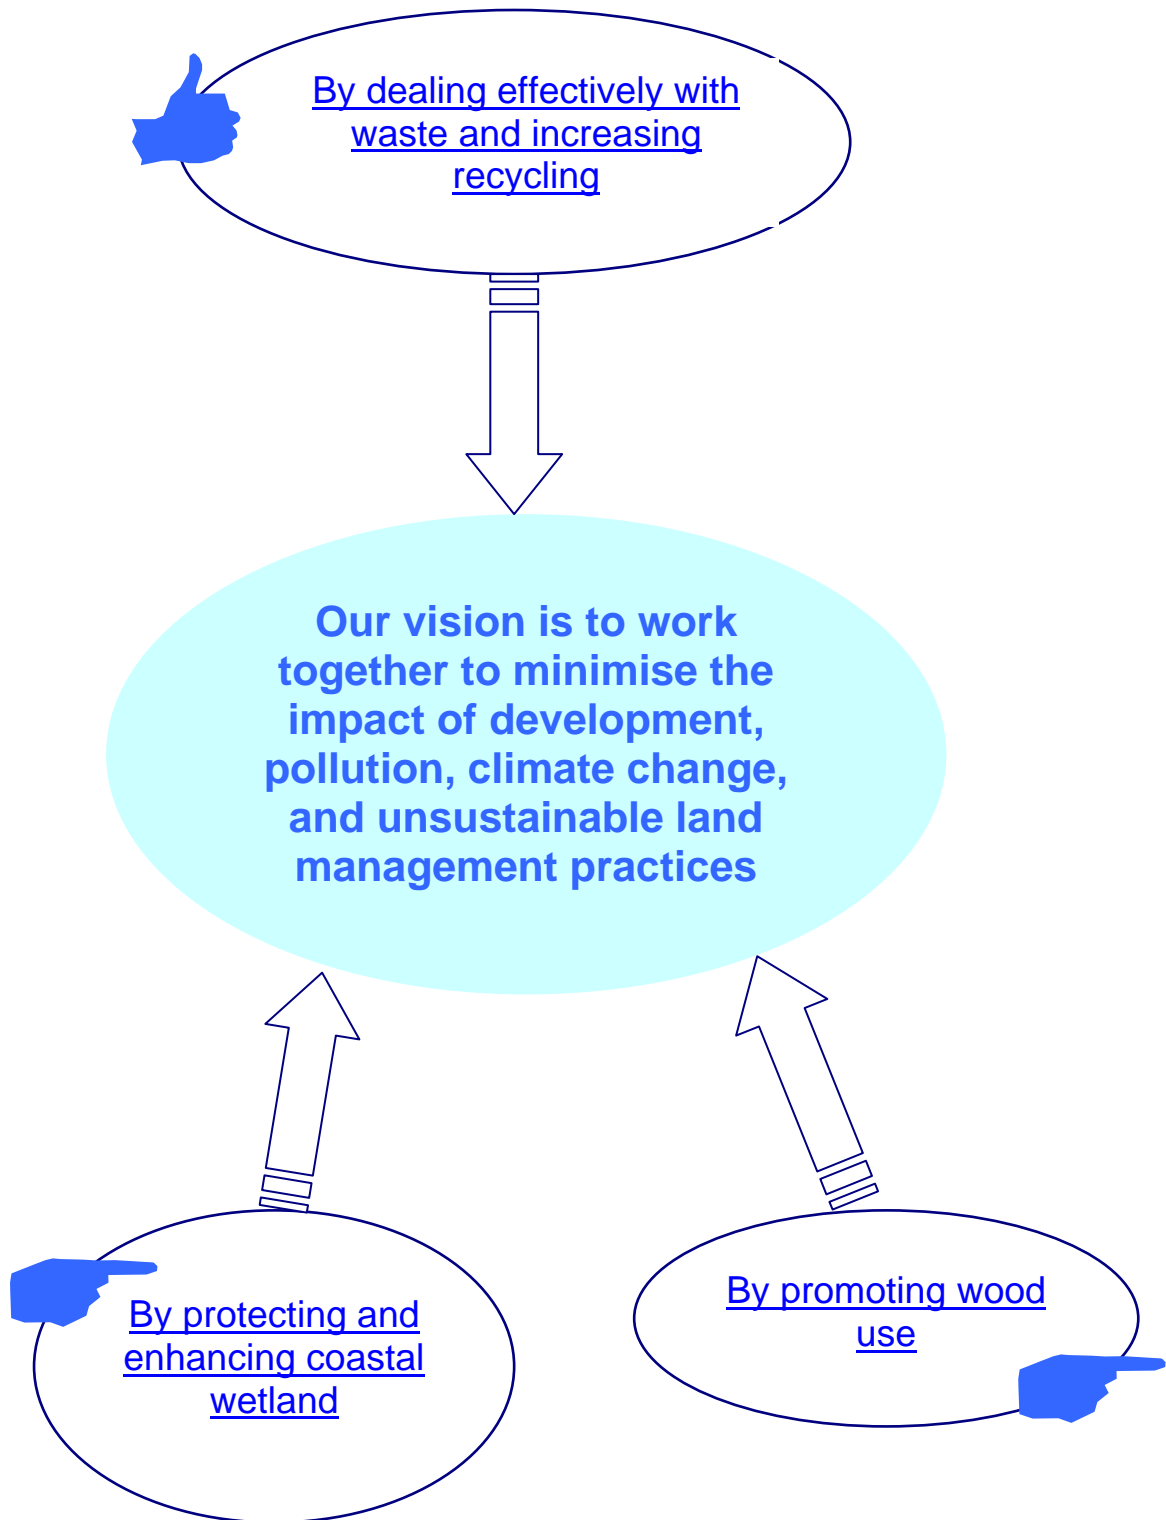 By dealing effectively with
waste and increasing
recycling
Our vision is to work
together to minimise the
impact of development,
pollution, climate change,
and unsustainable land
management practices
By protecting and
enhancing coastal
wetland
By promoting wood
use